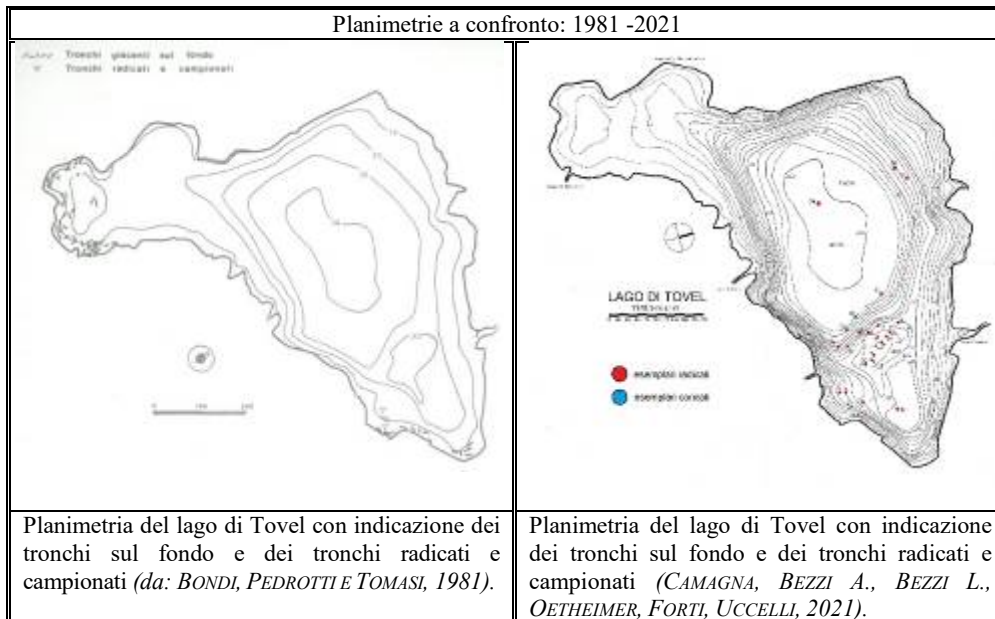 Planimetrie a confronto: 1981 -2021
Tronchi giacenti sul fondo
Tronchi radicati e campionati
LAGO DI TOVEL
esemplari radicati
esemplari
Planimetria del lago di Tovel con indicazione dei
tronchi sul fondo e dei tronchi radicati e
campionati (da: BONDI, PEDROTTI E TOMASI, 1981).
Planimetria del lago di Tovel con indicazione
dei tronchi sul fondo e dei tronchi radicati e
campionati (CAMAGNA, BEZZI A., BEZZI L.,
OETHEIMER, FORTI, UCCELLI, 2021).